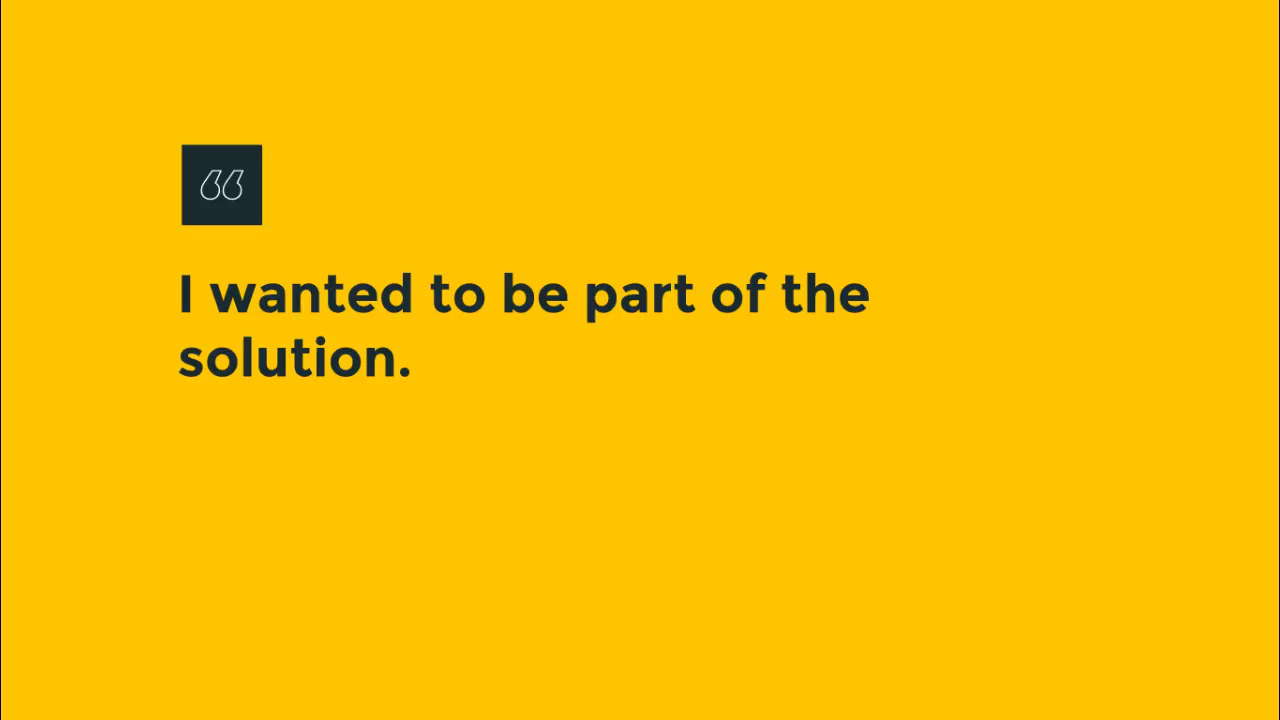 “
I wanted to be part of the
solution.